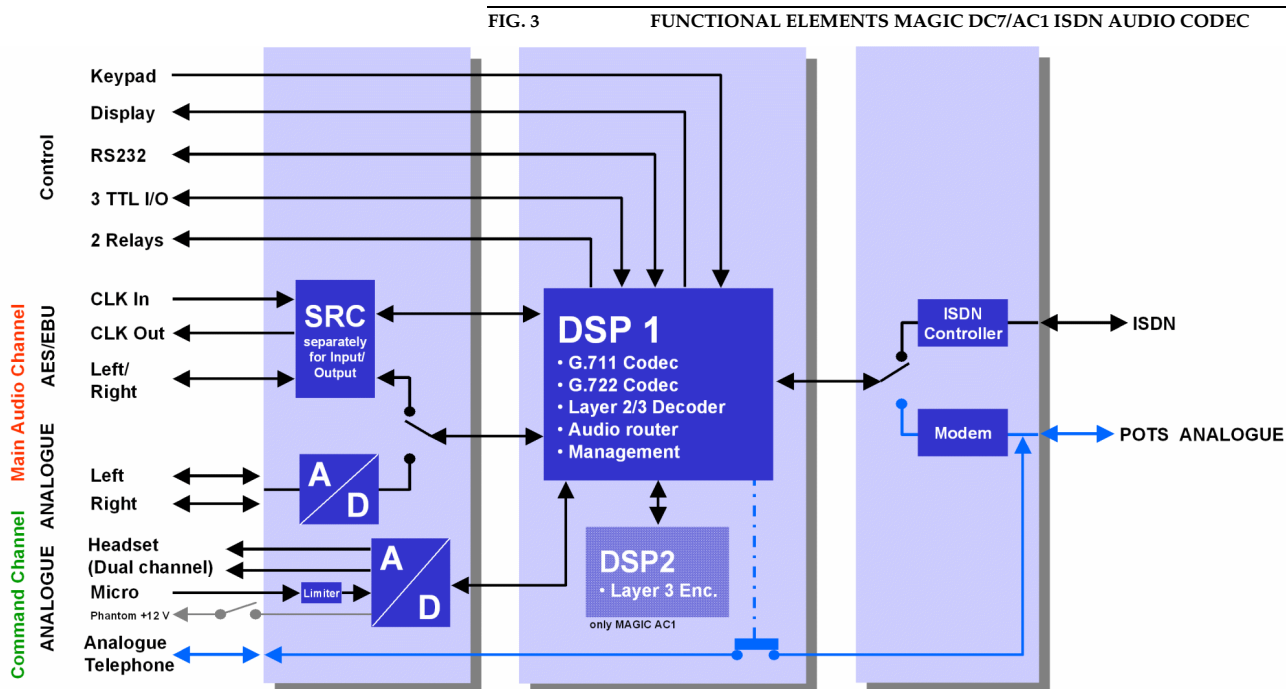 FIG. 3 FUNCTIONAL ELEMENTS MAGIC DC7/AC1 ISDN AUDIO CODEC
Control
Keypad
Display
RS232
3 TTL I/O
2 Relays
Main Audio Channel
AES/EBU
CLK In
CLK Out
Left/
Right
SRC
separately
for Input/
Output
ANALOGUE
Left
Right
A
D
Command Channel
ANALOGUE
Headset
(Dual channel)
Micro
Phantom +12 V
Limiter
A
D
Analogue
Telephone
DSP 1
• G.711 Codec
• G.722 Codec
• Layer 2/3 Decoder
• Audio router
• Management
DSP2
• Layer 3 Enc.
only MAGIC AC1
ISDN
Controller
ISDN
Modem
POTS ANALOGUE